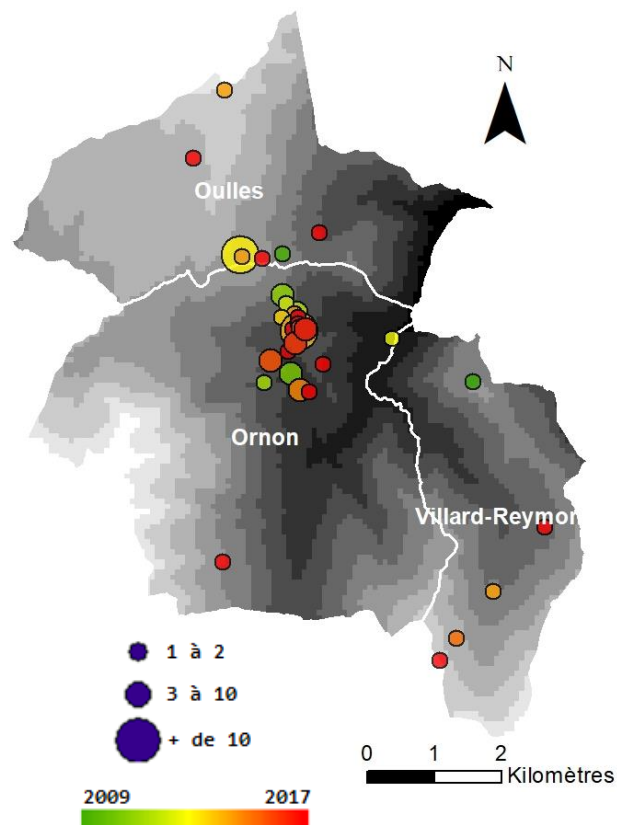 N
Oulles
Ornon
Villard-Reymon
1 à 2
3 à 10
+ de 10
0 1 2
Kilomètres
2009 2017